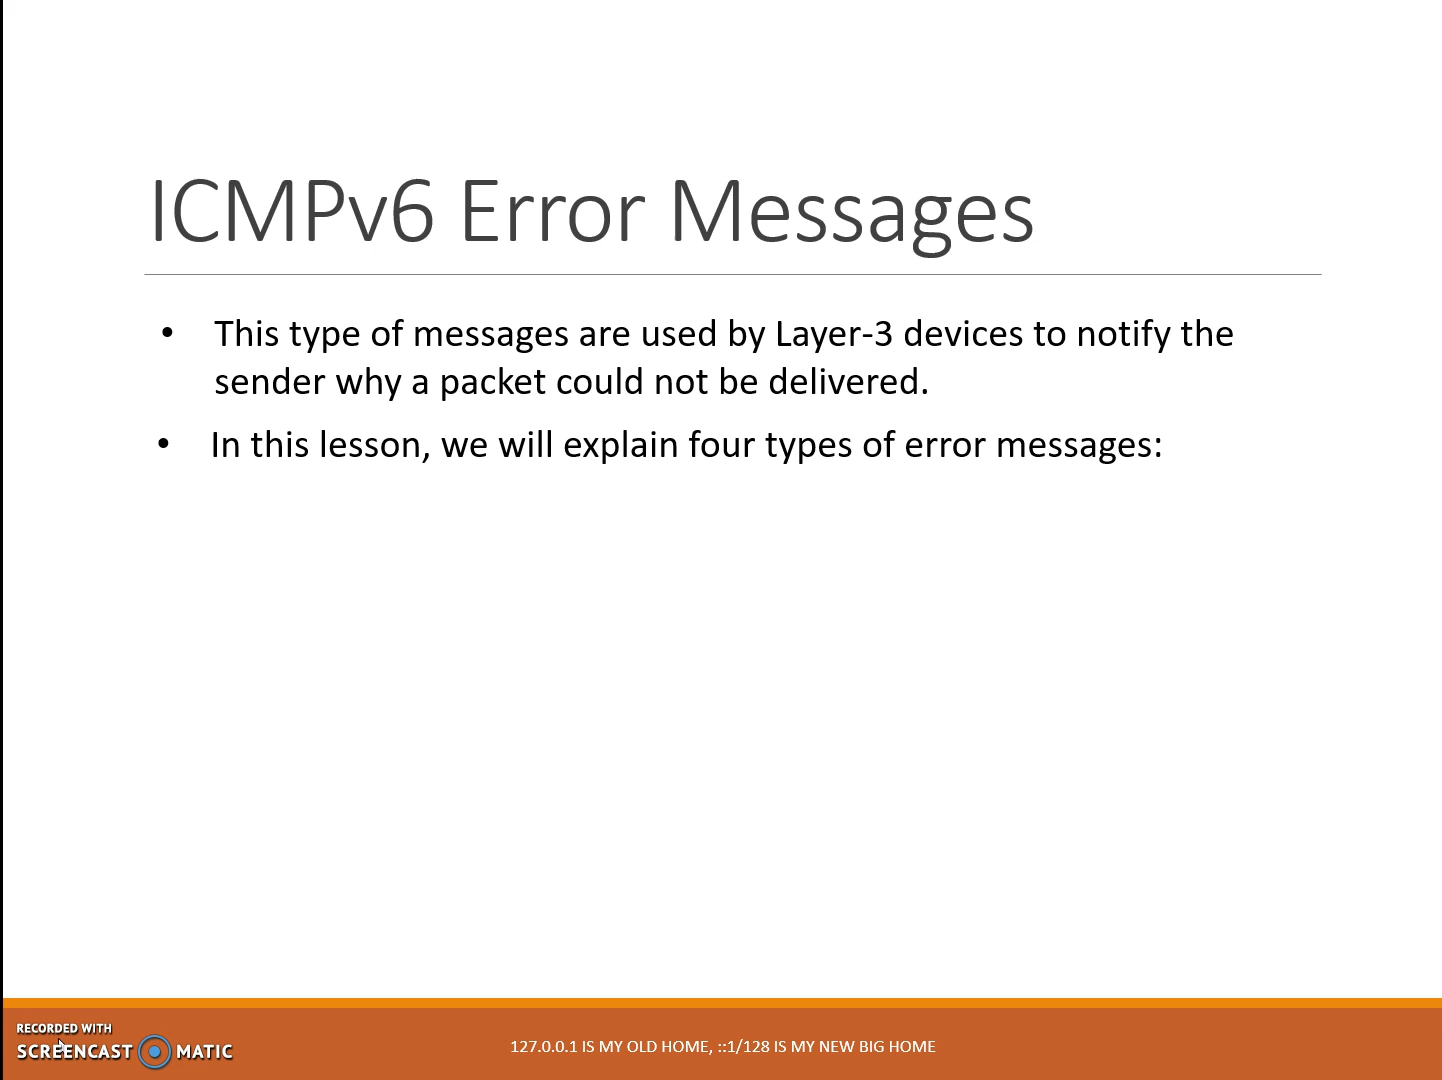 ICMPv6 Error Messages
• This type of messages are used by Layer-3 devices to notify the
sender why a packet could not be delivered.
• In this lesson, we will explain four types of error messages:
RECORDED WITH
SCREENCAST MATIC
127.0.0.1 IS MY OLD HOME, ::1/128 IS MY NEW BIG HOME